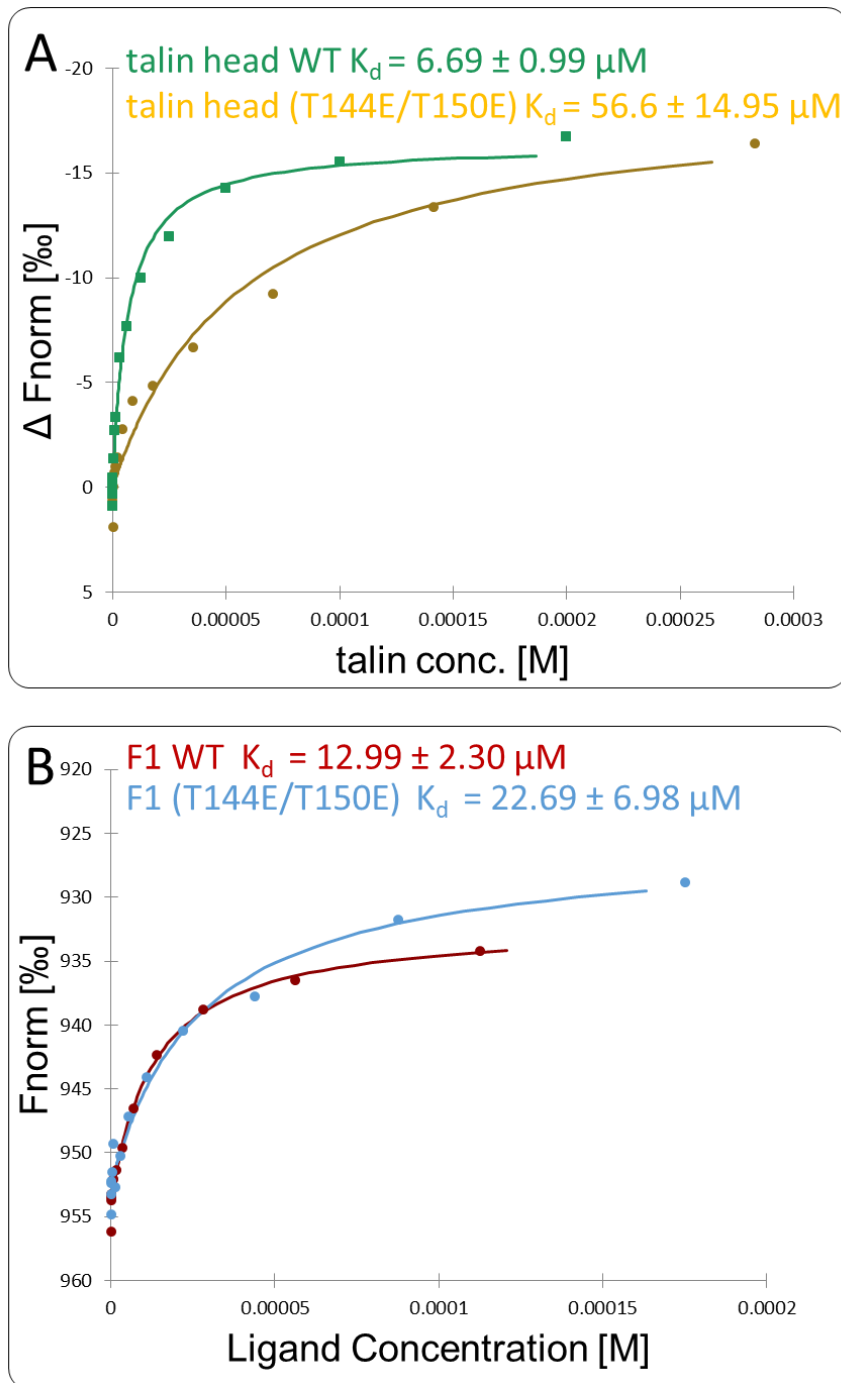 A
talin head WT Kd = 6.69 ± 0.99 µM
talin head (T144E/T150E) Kd = 56.6 ± 14.95 µM
-20
-15
-10
-5
0
5
Δ Fnorm [‰]
0 0.00005 0.0001 0.00015 0.0002 0.00025 0.0003
talin conc. [M]
B
F1 WT Kd = 12.99 ± 2.30 µM
F1 (T144E/T150E) Kd = 22.69 ± 6.98 µM
920
925
930
935
940
945
950
955
960
Fnorm [‰]
0 0.00005 0.0001 0.00015 0.0002
Ligand Concentration [M]